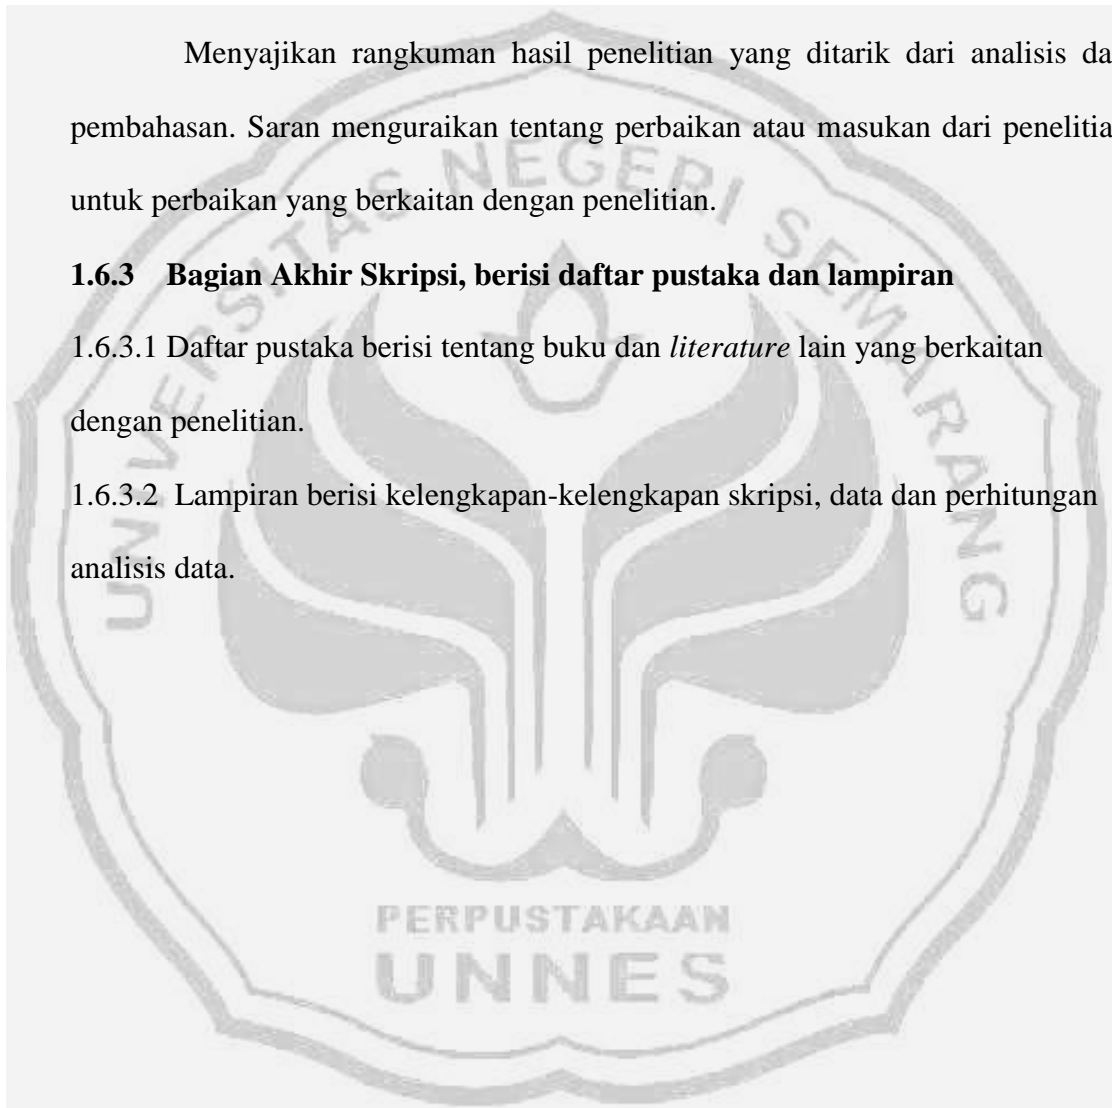 Menyajikan rangkuman hasil penelitian yang ditarik dari analisis da
pembahasan. Saran menguraikan tentang perbaikan atau masukan dari penelitia
untuk perbaikan yang berkaitan dengan penelitian.
1.6.3 Bagian Akhir Skripsi, berisi daftar pustaka dan lampiran
1.6.3.1 Daftar pustaka berisi tentang buku dan literature lain yang berkaitan
dengan penelitian.
1.6.3.2 Lampiran berisi kelengkapan-kelengkapan skripsi, data dan perhitungan
analisis data.
UNIVERSITAS NEGERI SEMARANG
PERPUSTAKAAN
UNNES